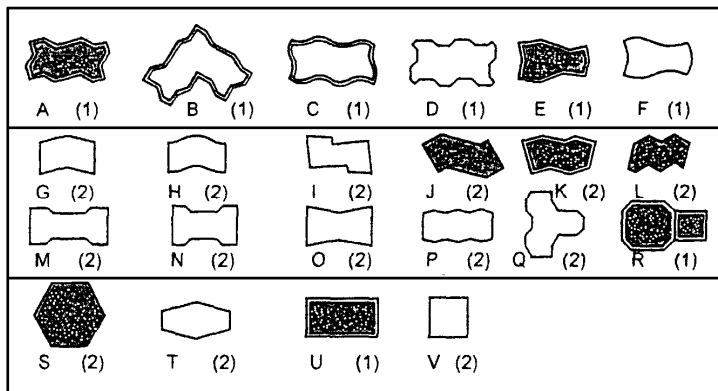 A (1) B (1) C (1) D (1) E (1) F (1)
G (2) H (2) I (2) J (2) K (2) L (2)
M (2) N (2) O (2) P (2) Q (2) R (1)
S (2) T (2) U (1) V (2)